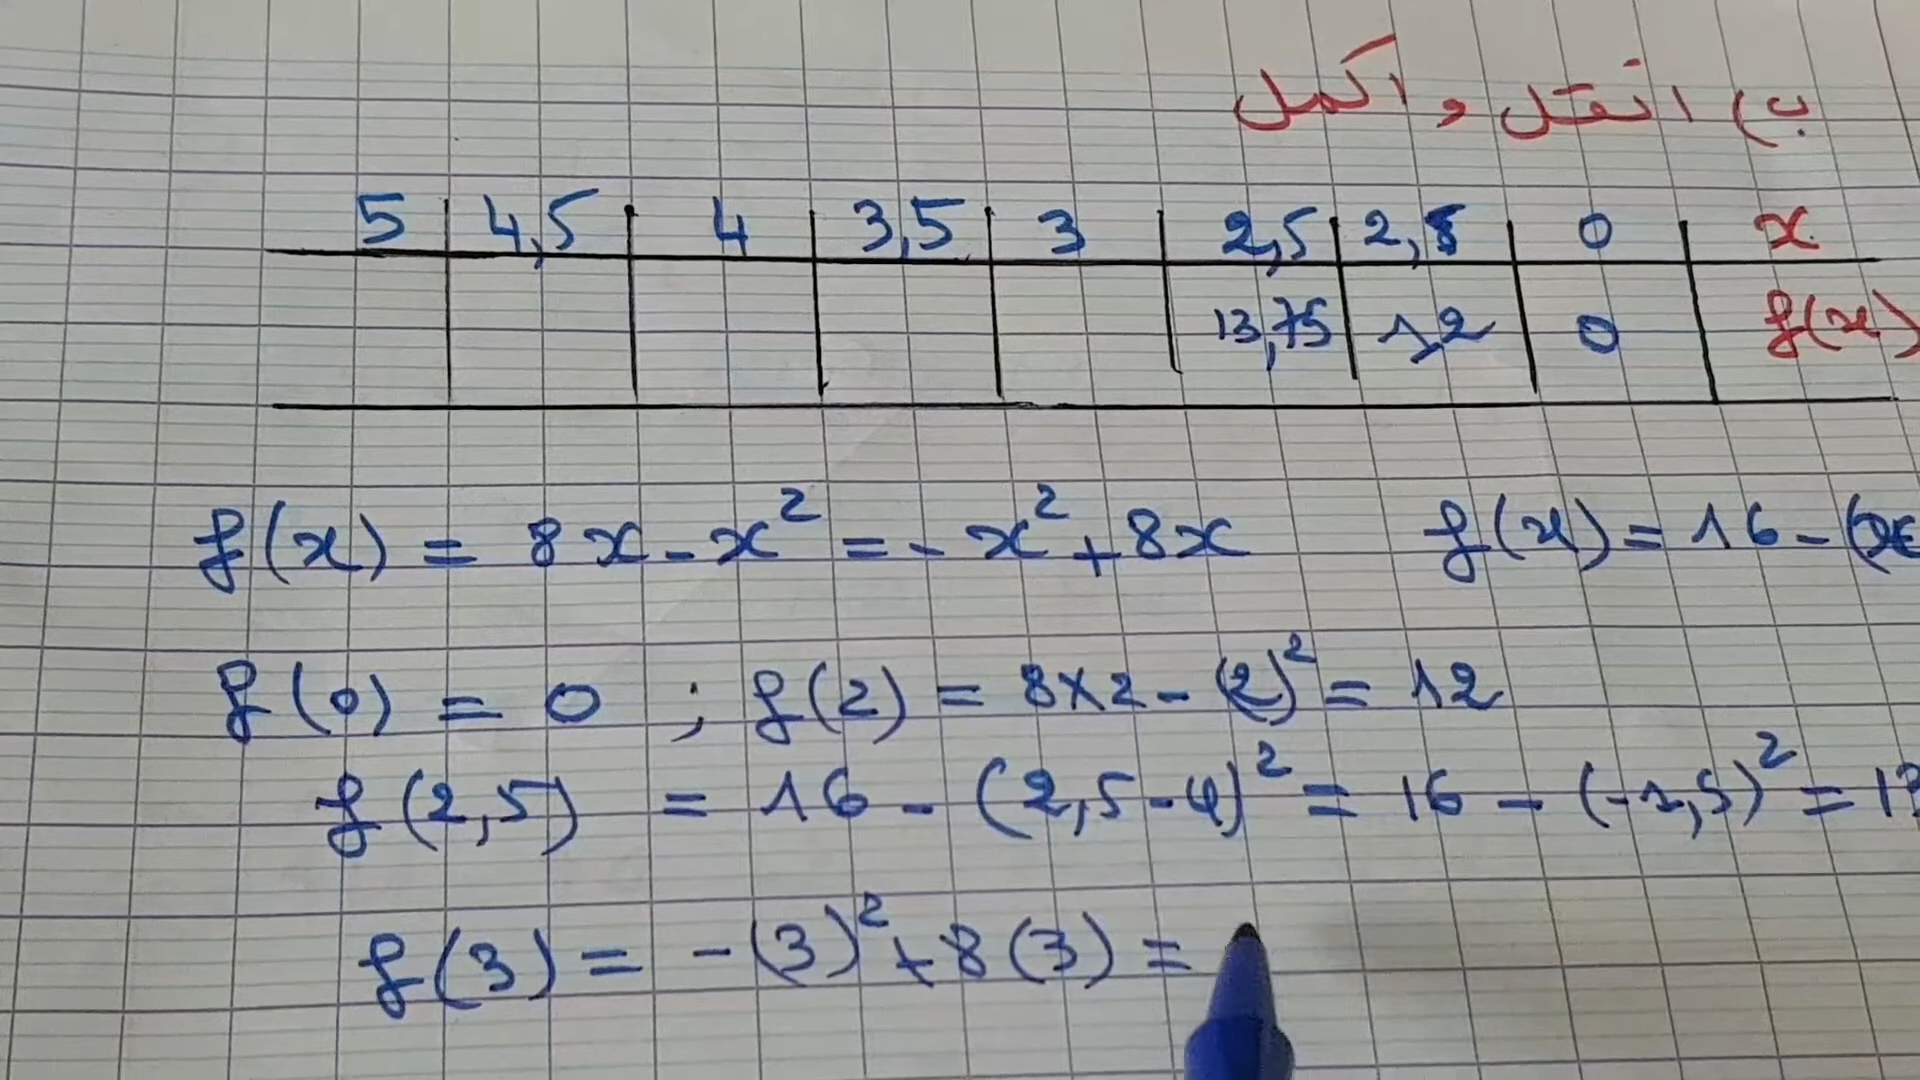 ب) انقل و اكمل
5 | 4,5 | 4 | 3,5 | 3 | 2,5 | 2, | 0 | x
13,75 | 12 | 0 | f(x)
f(x) = 8x - x² = - x² + 8x    f(x) = 16 - (x
f(0) = 0 ; f(2) = 8×2 - (2)² = 12
f(2,5) = 16 - (2,5-4)² = 16 - (-1,5)² = 13
f(3) = -(3)² + 8(3) =